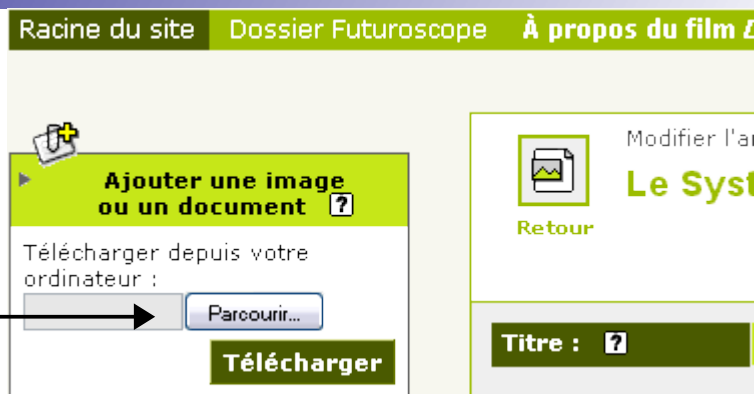 Racine du site Dossier Futuroscope À propos du film
Ajouter une image
ou un document ?
Télécharger depuis votre
ordinateur :
Parcourir...
Télécharger
Modifier l'a
Le Syst
Retour
Titre : ?